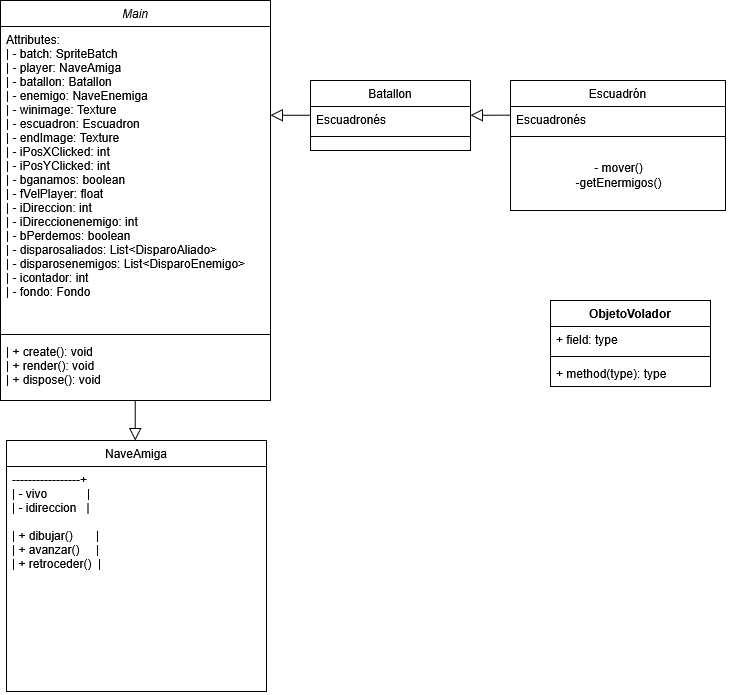 Main
Attributes:
| - batch: SpriteBatch
| - player: NaveAmiga
| - batallon: Batallon
| - enemigo: NaveEnemiga
| - winimage: Texture
| - escuadron: Escuadron
| - endImage: Texture
| - iPosXClicked: int
| - iPosYClicked: int
| - bganamos: boolean
| - fVelPlayer: float
| - iDireccion: int
| - iDireccionenemigo: int
| - bPerdemos: boolean
| - disparosaliados: List<DisparoAliado>
| - disparosenemigos: List<DisparoEnemigo>
| - icontador: int
| - fondo: Fondo
| + create(): void
| + render(): void
| + dispose(): void
Batallon
Escuadronés
Escuadrón
Escuadronés
- mover()
-getEnermigos()
ObjetoVolador
+ field: type
+ method(type): type
NaveAmiga
-----------------+
| - vivo |
| - idireccion |
| + dibujar() |
| + avanzar() |
| + retroceder() |